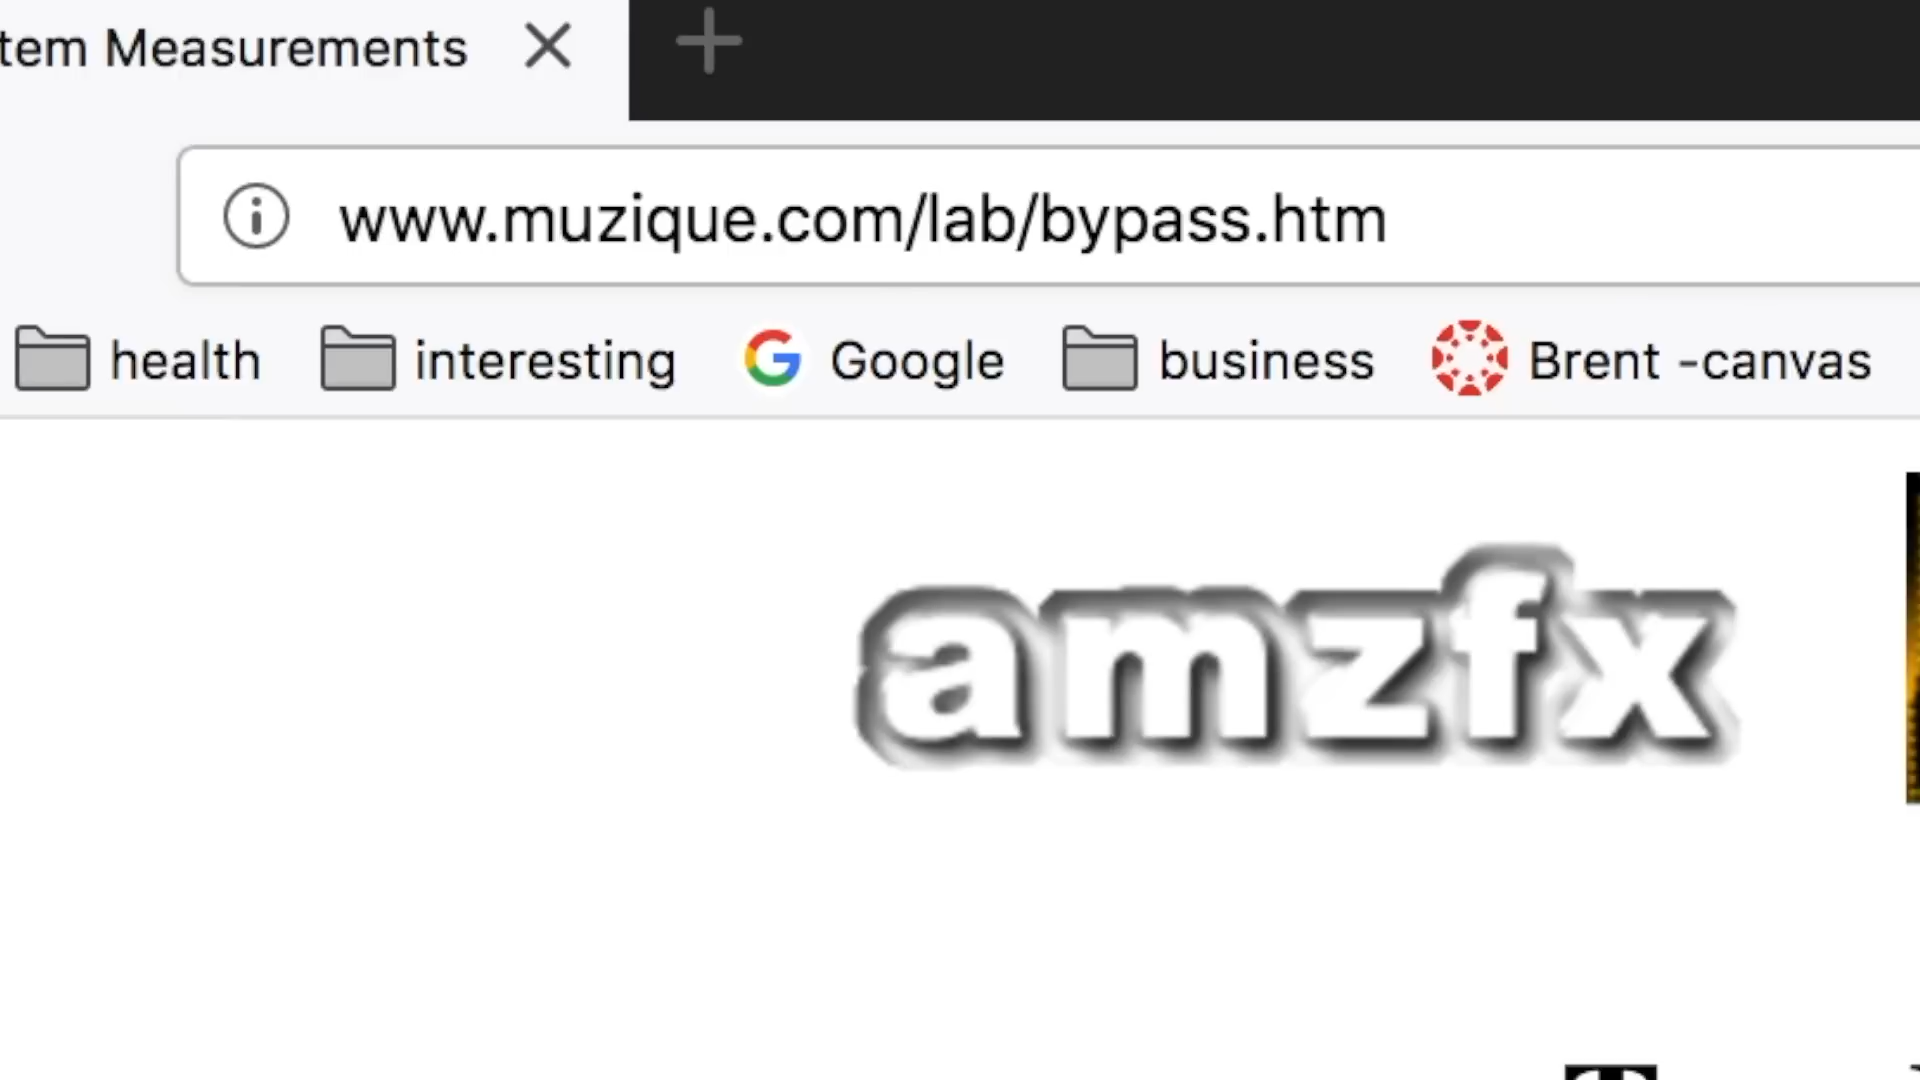 tem Measurements
www.muzique.com/lab/bypass.htm
health interesting Google business Brent -canvas
amzfx